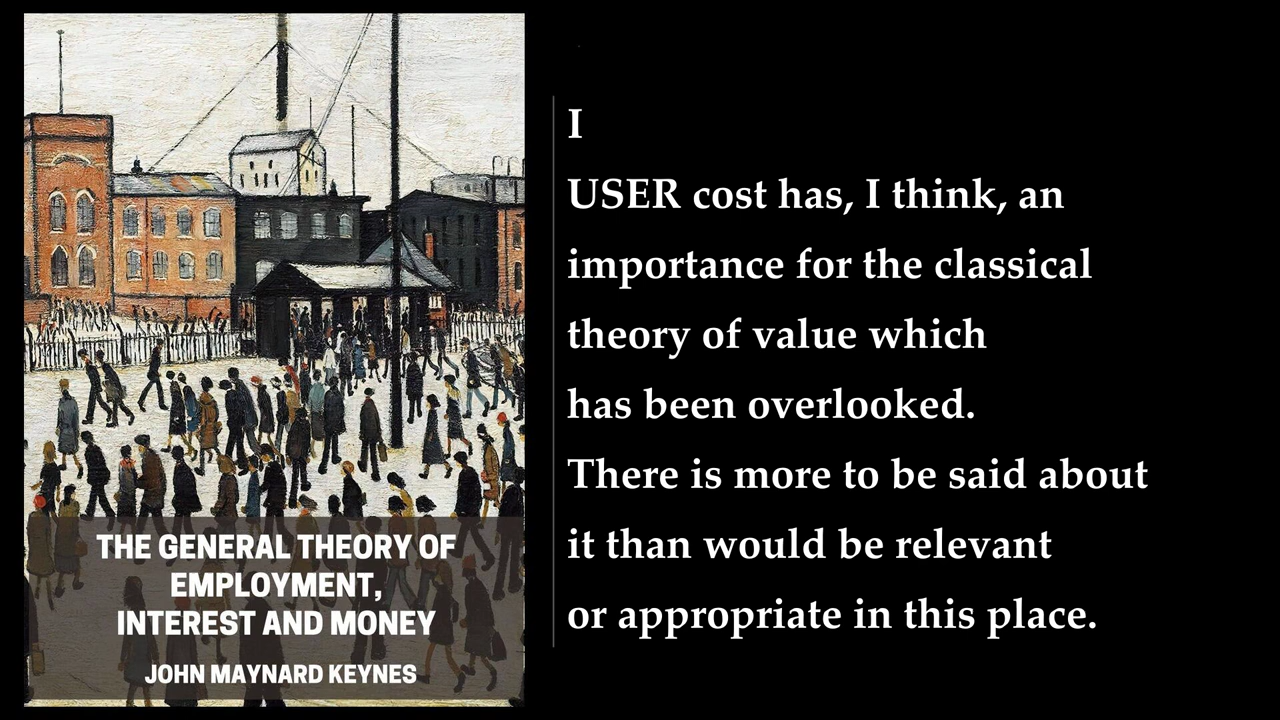 THE GENERAL THEORY OF
EMPLOYMENT,
INTEREST AND MONEY
JOHN MAYNARD KEYNES
I
USER cost has, I think, an
importance for the classical
theory of value which
has been overlooked.
There is more to be said about
it than would be relevant
or appropriate in this place.